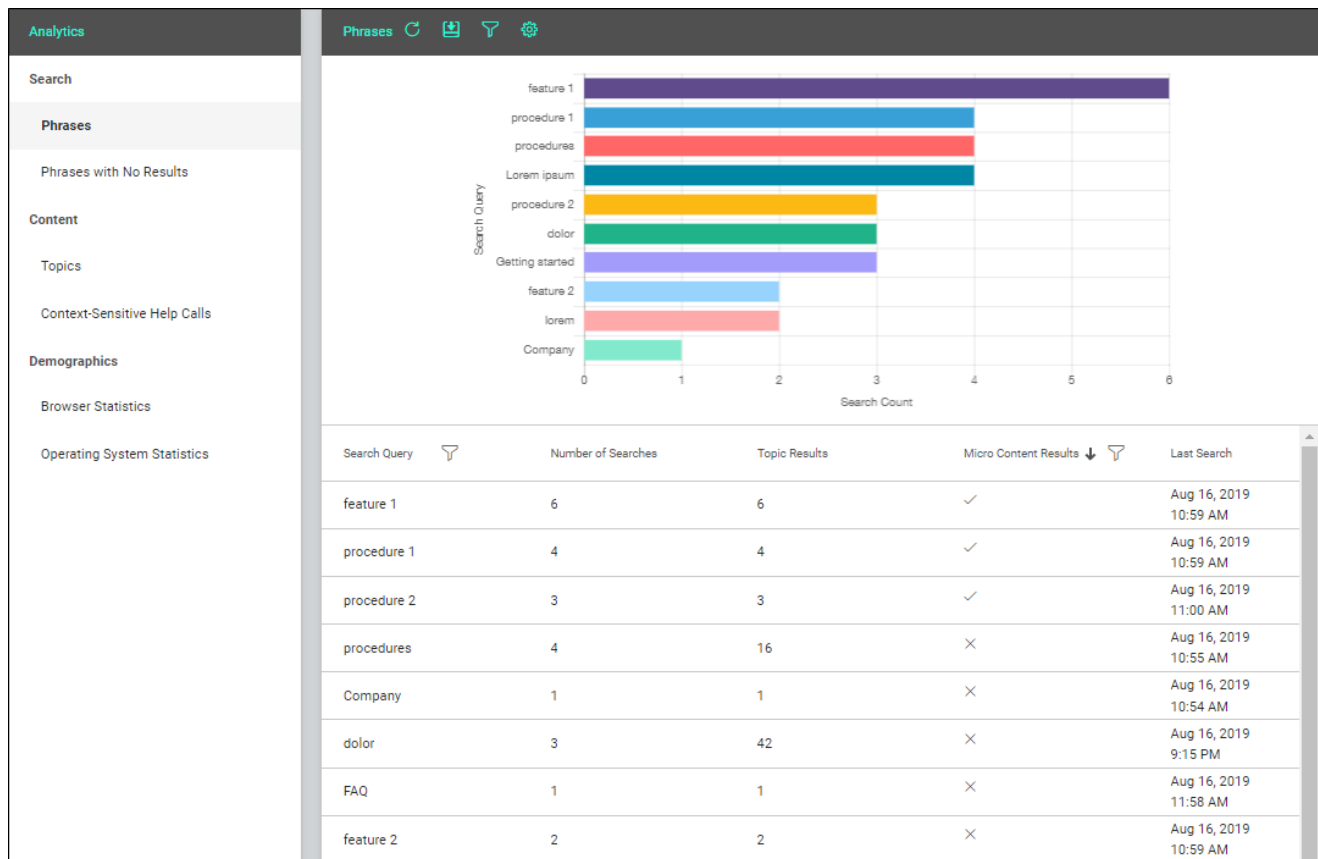 Analytics
Search
Phrases
Phrases with No Results
Content
Topics
Context-Sensitive Help Calls
Demographics
Browser Statistics
Operating System Statistics
Phrases
Search Query
feature 1
procedure 1
procedures
Lorem ipsum
procedure 2
dolor
Getting started
feature 2
lorem
Company
0 1 2 3 4 5 6
Search Count
Search Query Number of Searches Topic Results Micro Content Results Last Search
feature 1 6 6 Aug 16, 2019
10:59 AM
procedure 1 4 4 Aug 16, 2019
10:59 AM
procedure 2 3 3 Aug 16, 2019
11:00 AM
procedures 4 16 Aug 16, 2019
10:55 AM
Company 1 1 Aug 16, 2019
10:54 AM
dolor 3 42 Aug 16, 2019
9:15 PM
FAQ 1 1 Aug 16, 2019
11:58 AM
feature 2 2 2 Aug 16, 2019
10:59 AM